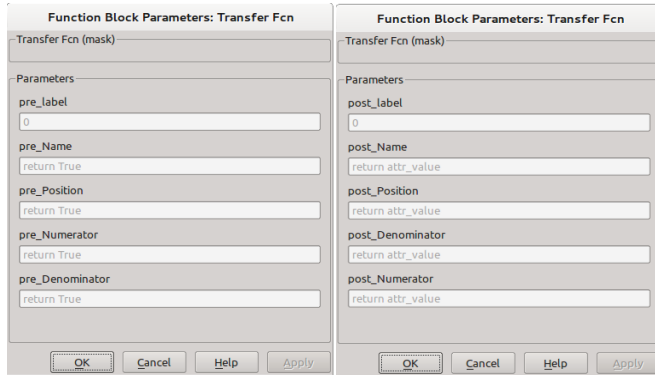 Function Block Parameters: Transfer Fcn
Transfer Fcn (mask)
Parameters
pre_label
0
pre_Name
return True
pre_Position
return True
pre_Numerator
return True
pre_Denominator
return True
OK Cancel Help Apply
Function Block Parameters: Transfer Fcn
Transfer Fcn (mask)
Parameters
post_label
0
post_Name
return attr_value
post_Position
return attr_value
post_Denominator
return attr_value
post_Numerator
return attr_value
OK Cancel Help Apply